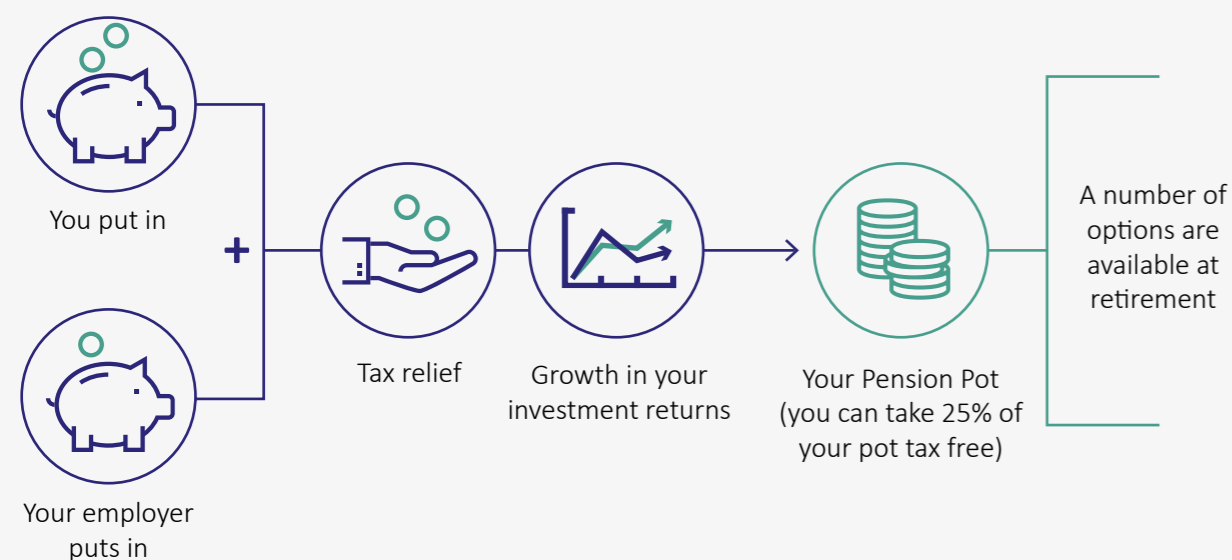 You put in
+
Your employer
puts in
Tax relief
Growth in your
investment returns
Your Pension Pot
(you can take 25% of
your pot tax free)
A number of
options are
available at
retirement